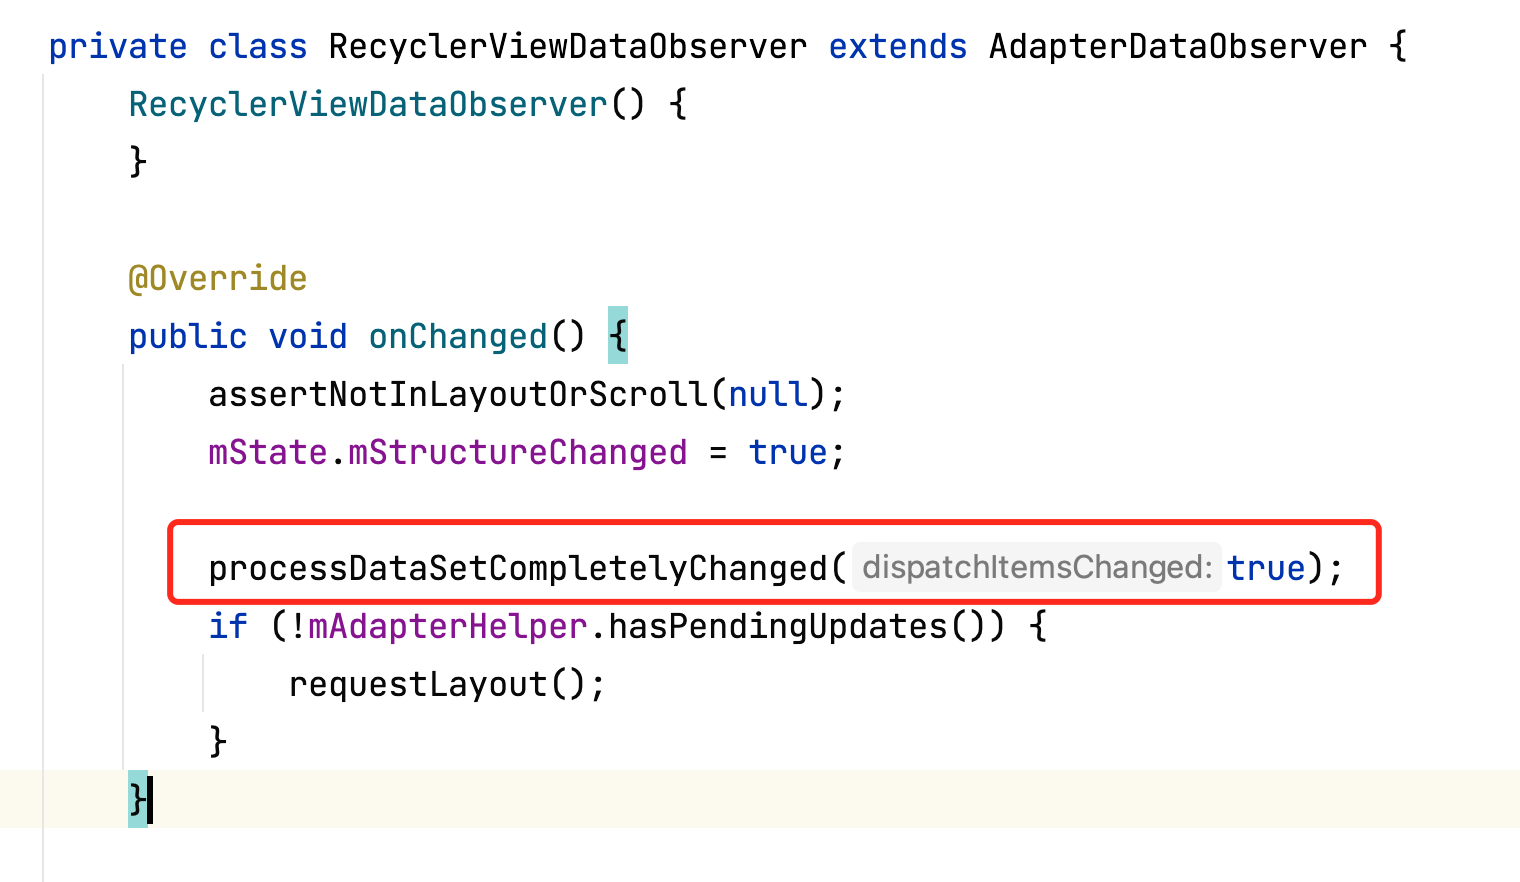 private class RecyclerViewDataObserver extends AdapterDataObserver {
RecyclerViewDataObserver() {
}
@Override
public void onChanged() {
assertNotInLayoutOrScroll(null);
mState.mStructureChanged = true;
processDataSetCompletelyChanged( dispatchItemsChanged: true);
if (!mAdapterHelper.hasPendingUpdates()) {
requestLayout();
}
}